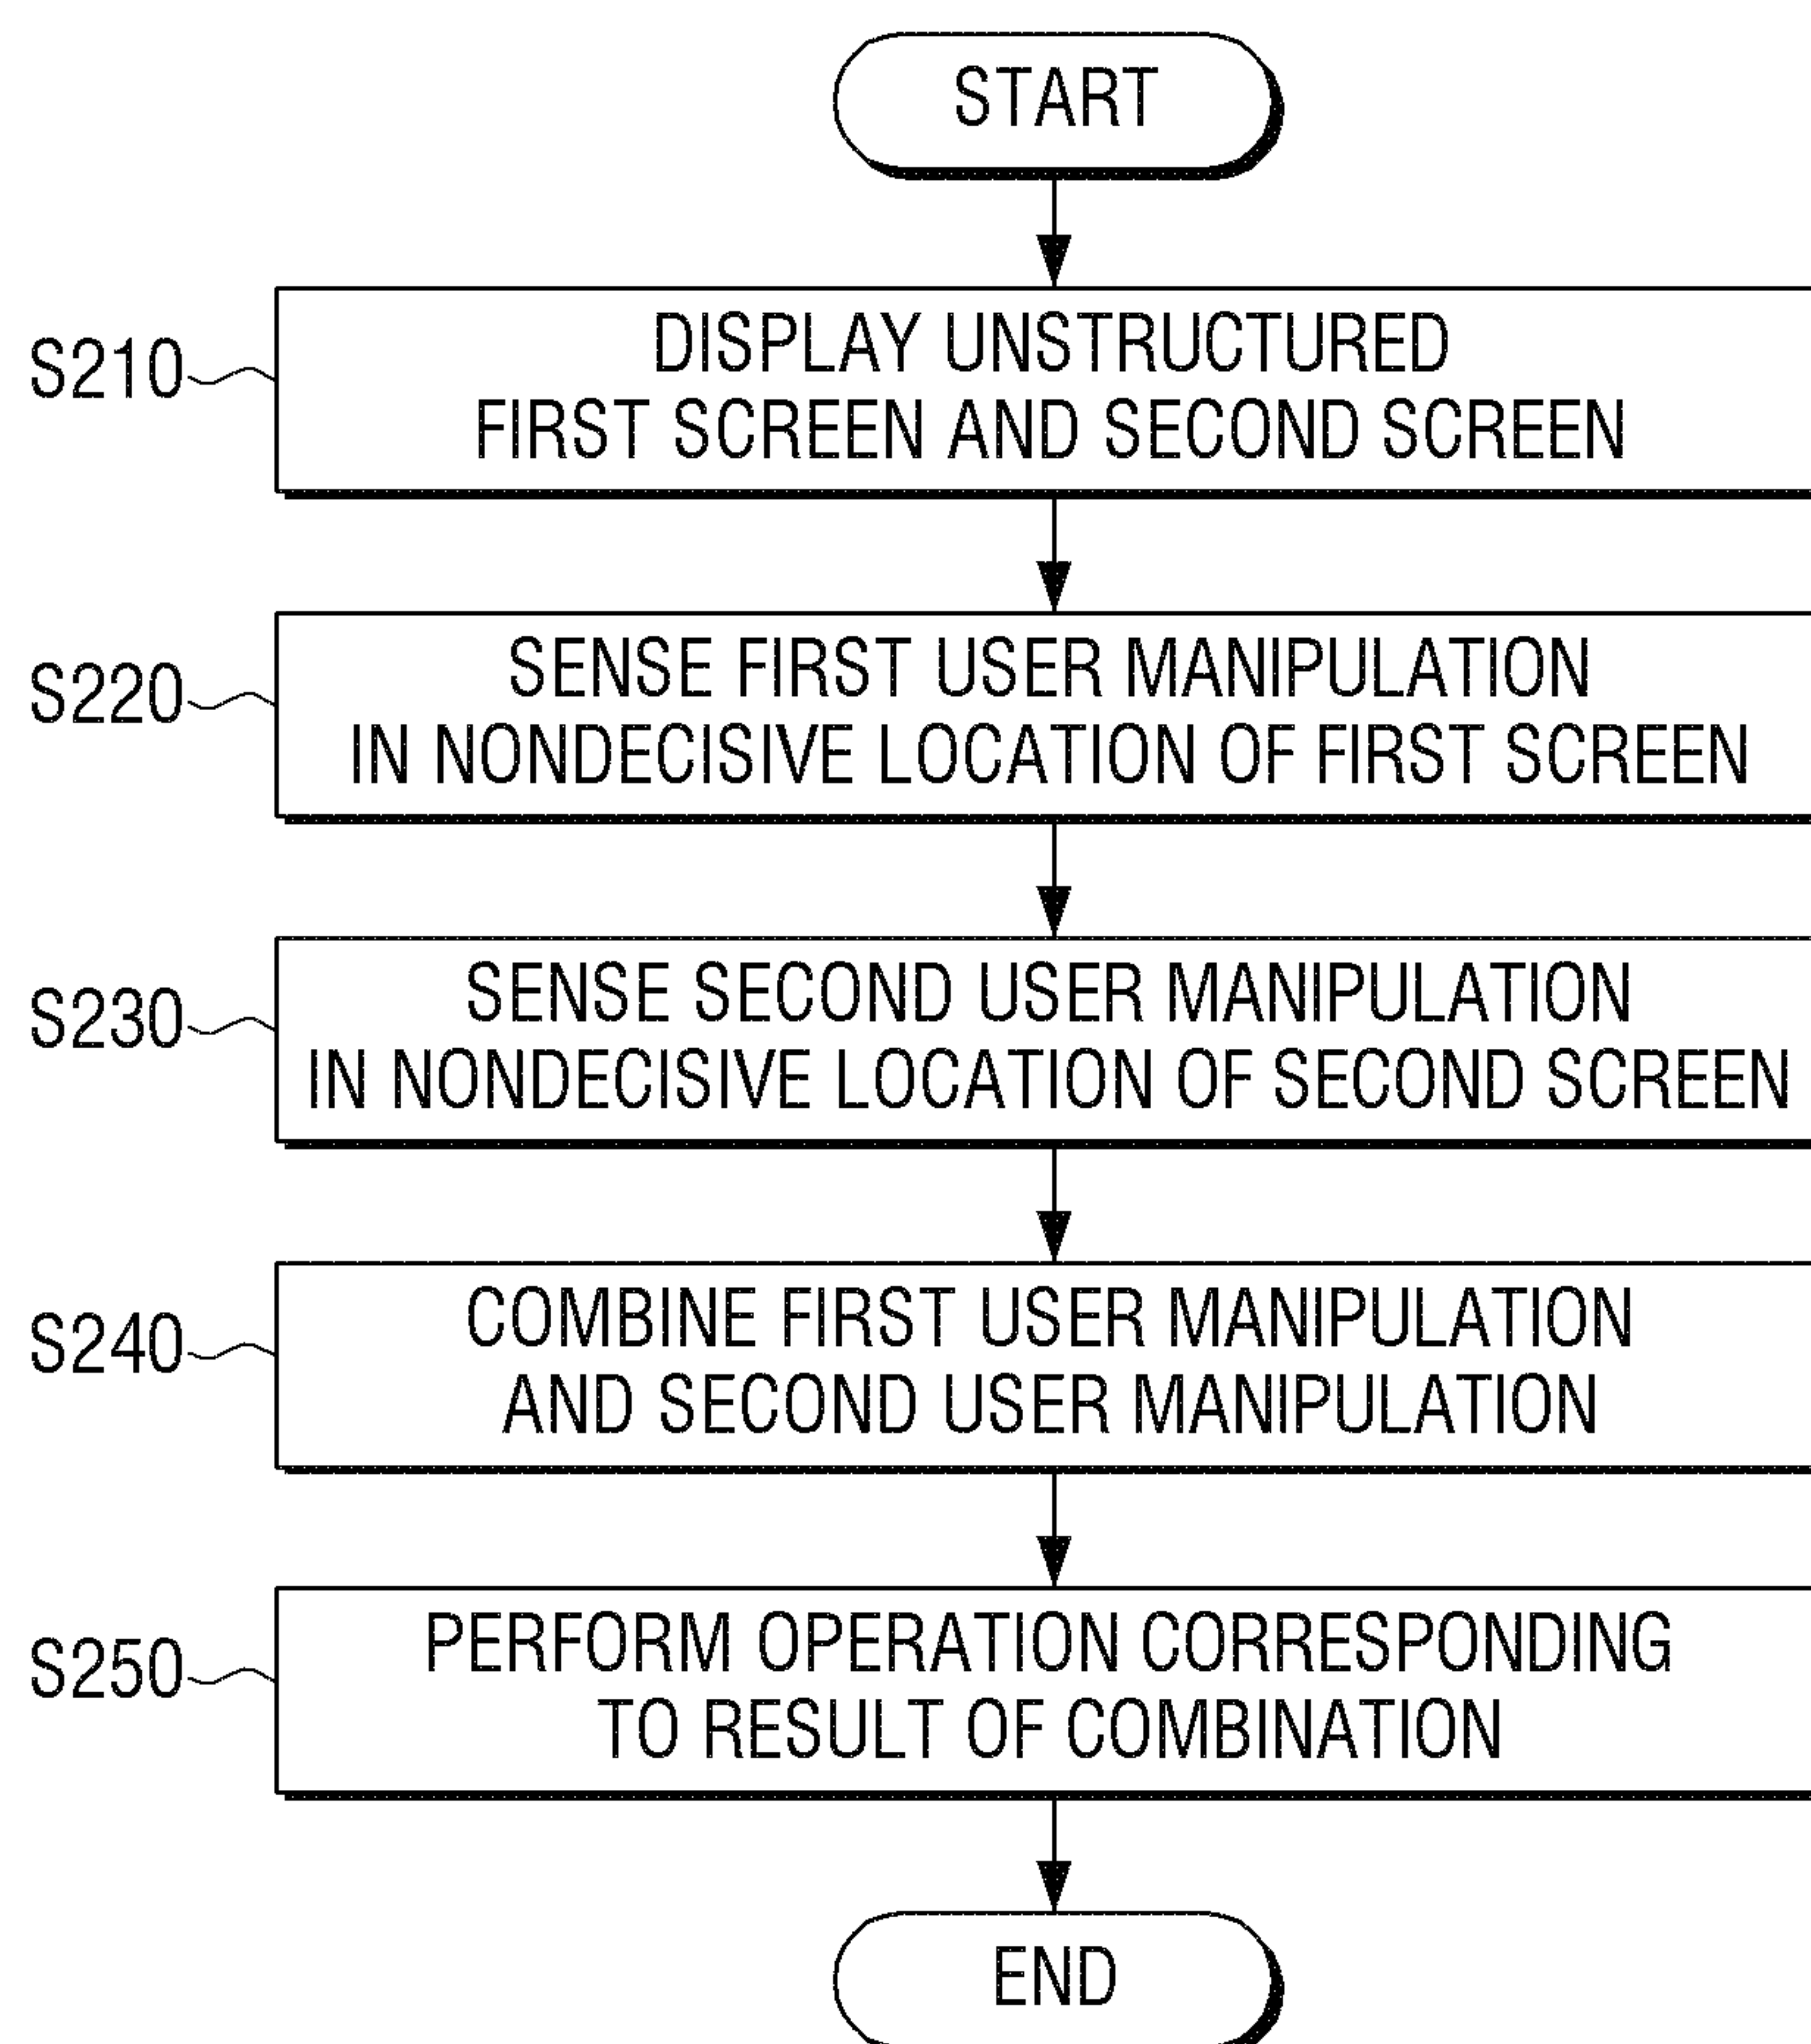 START
S210
DISPLAY UNSTRUCTURED
FIRST SCREEN AND SECOND SCREEN
S220
SENSE FIRST USER MANIPULATION
IN NONDECISIVE LOCATION OF FIRST SCREEN
S230
SENSE SECOND USER MANIPULATION
IN NONDECISIVE LOCATION OF SECOND SCREEN
S240
COMBINE FIRST USER MANIPULATION
AND SECOND USER MANIPULATION
S250
PERFORM OPERATION CORRESPONDING
TO RESULT OF COMBINATION
END